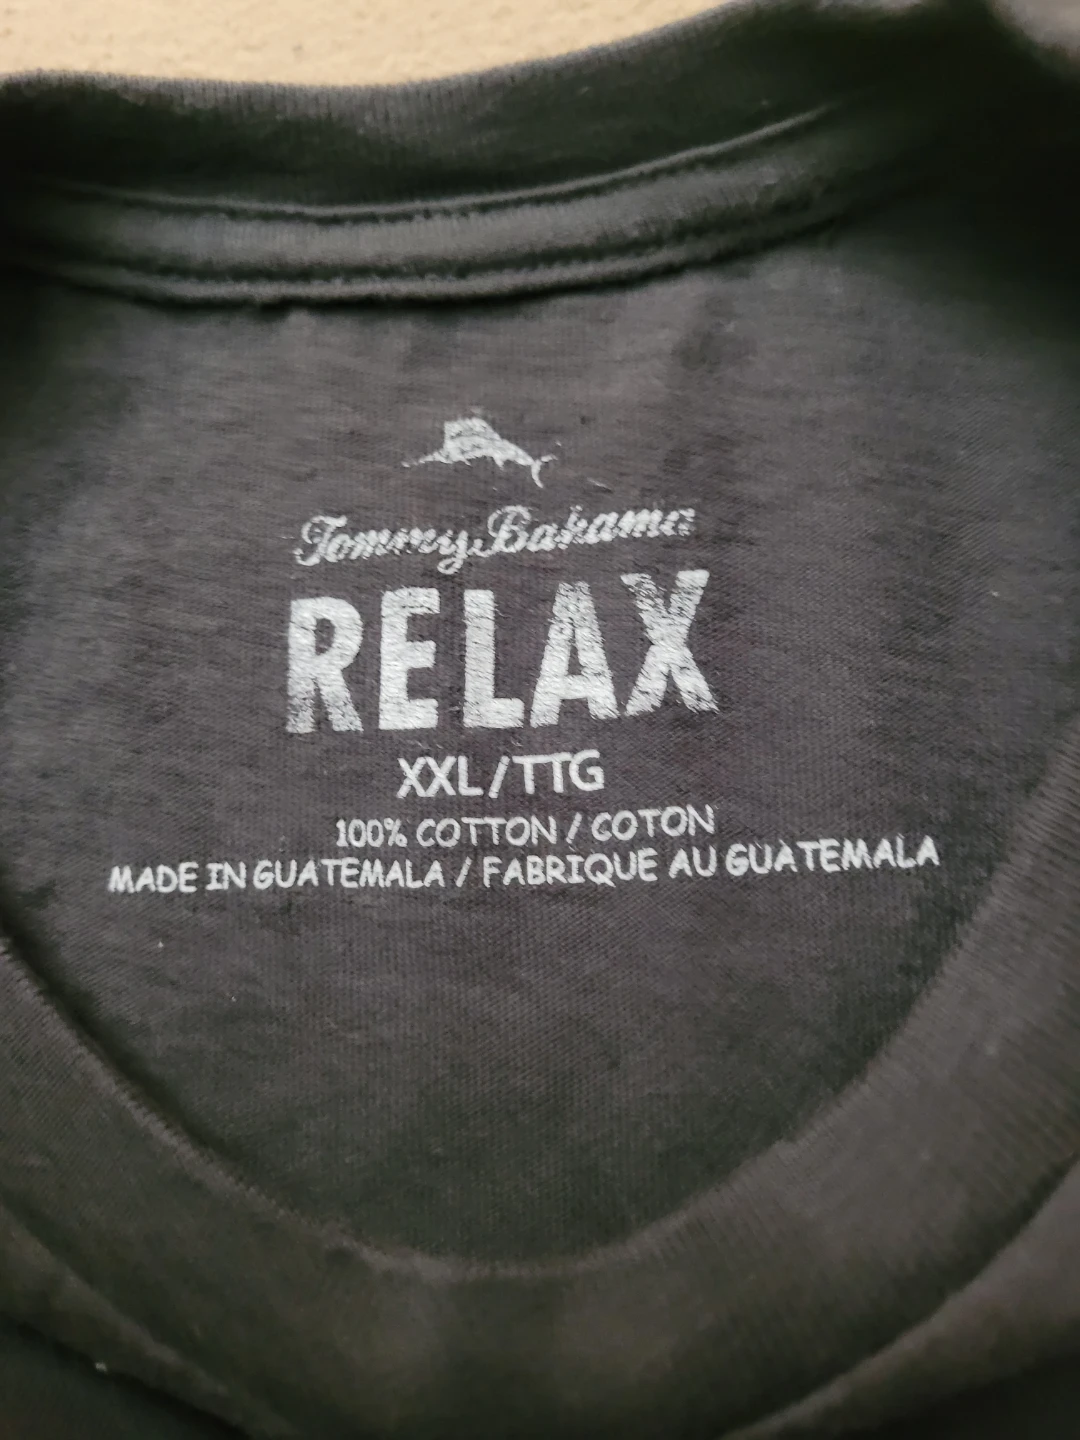 Tommy Bahama
RELAX
XXL/TTG
100% COTTON / COTON
MADE IN GUATEMALA / FABRIQUE AU GUATEMALA